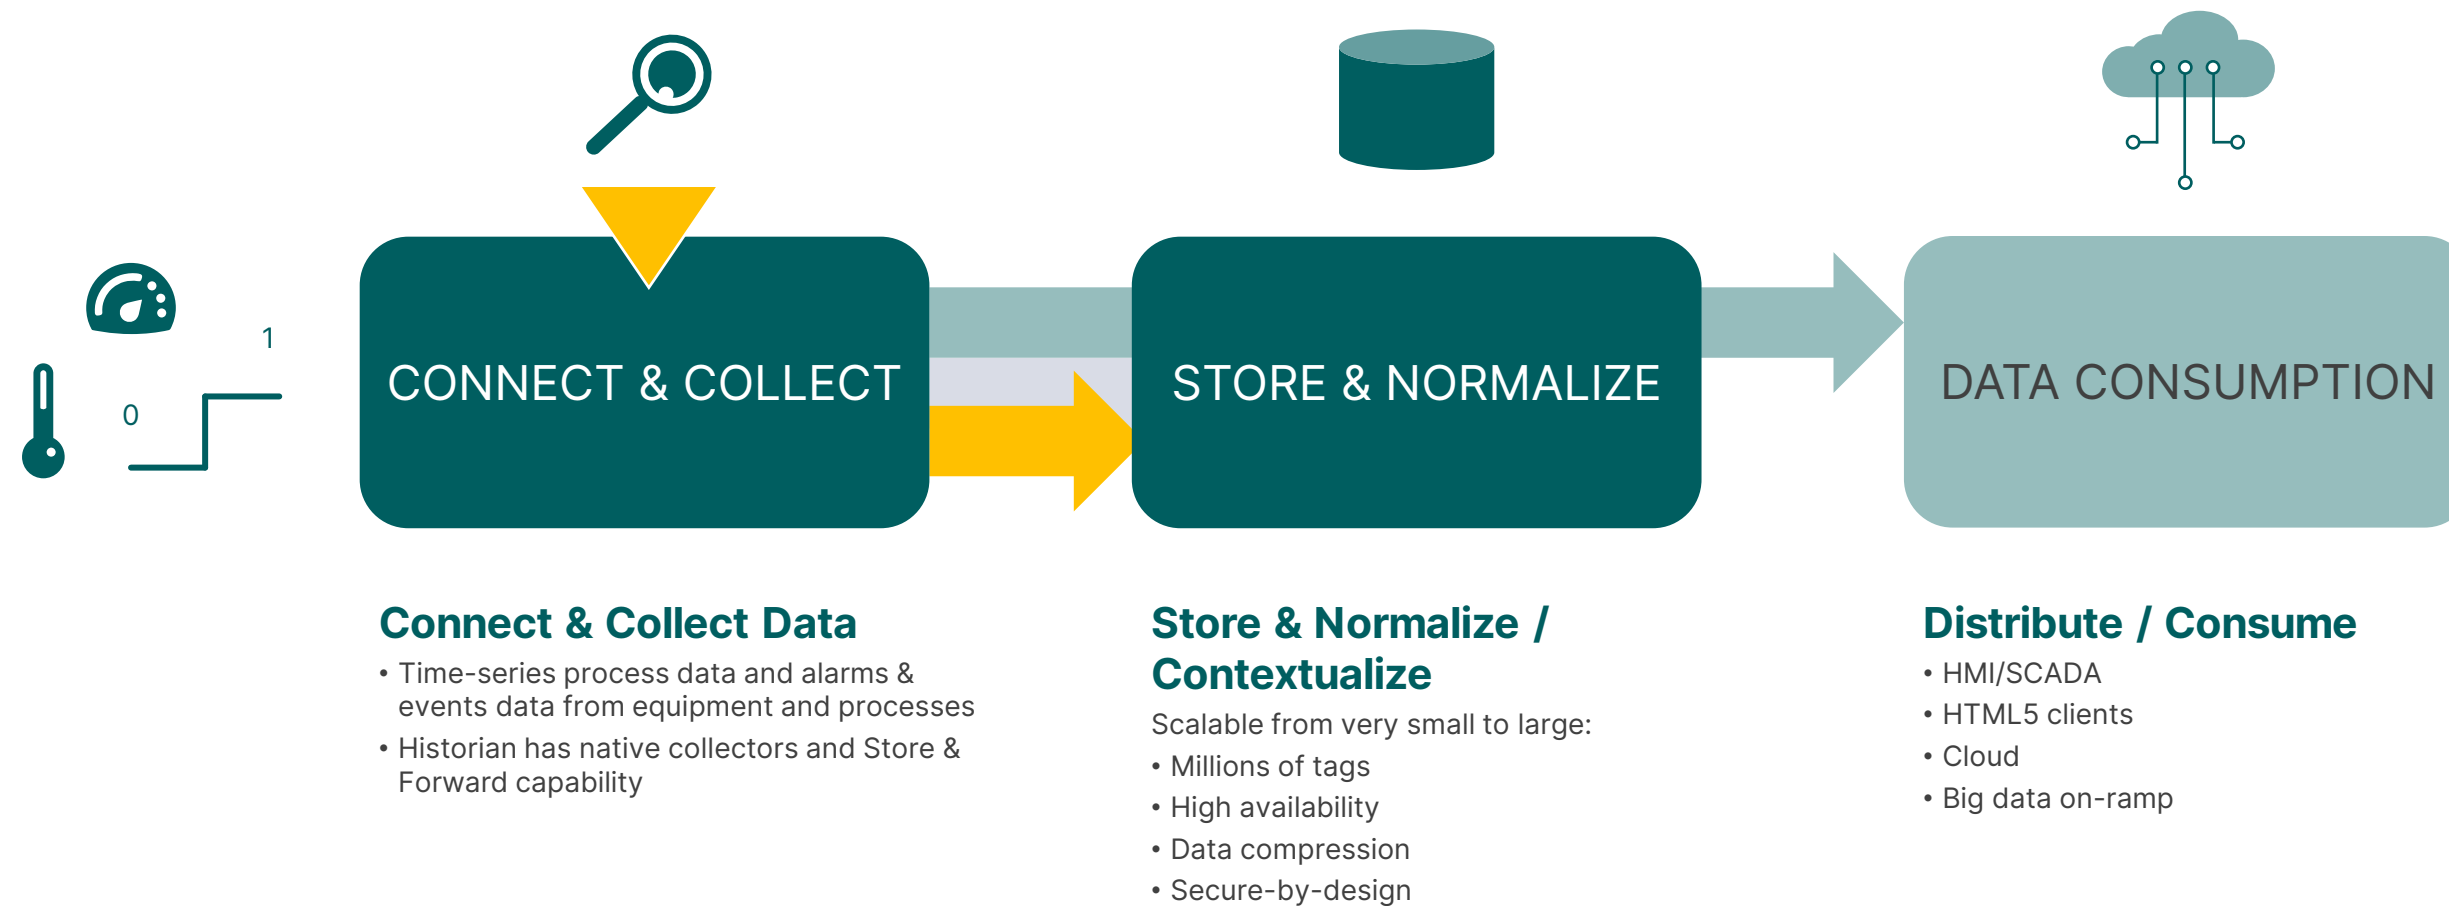 1
0
CONNECT & COLLECT
STORE & NORMALIZE
DATA CONSUMPTION
Connect & Collect Data
• Time-series process data and alarms &
events data from equipment and processes
• Historian has native collectors and Store &
Forward capability
Store & Normalize /
Contextualize
Scalable from very small to large:
• Millions of tags
• High availability
• Data compression
• Secure-by-design
Distribute / Consume
• HMI/SCADA
• HTML5 clients
• Cloud
• Big data on-ramp